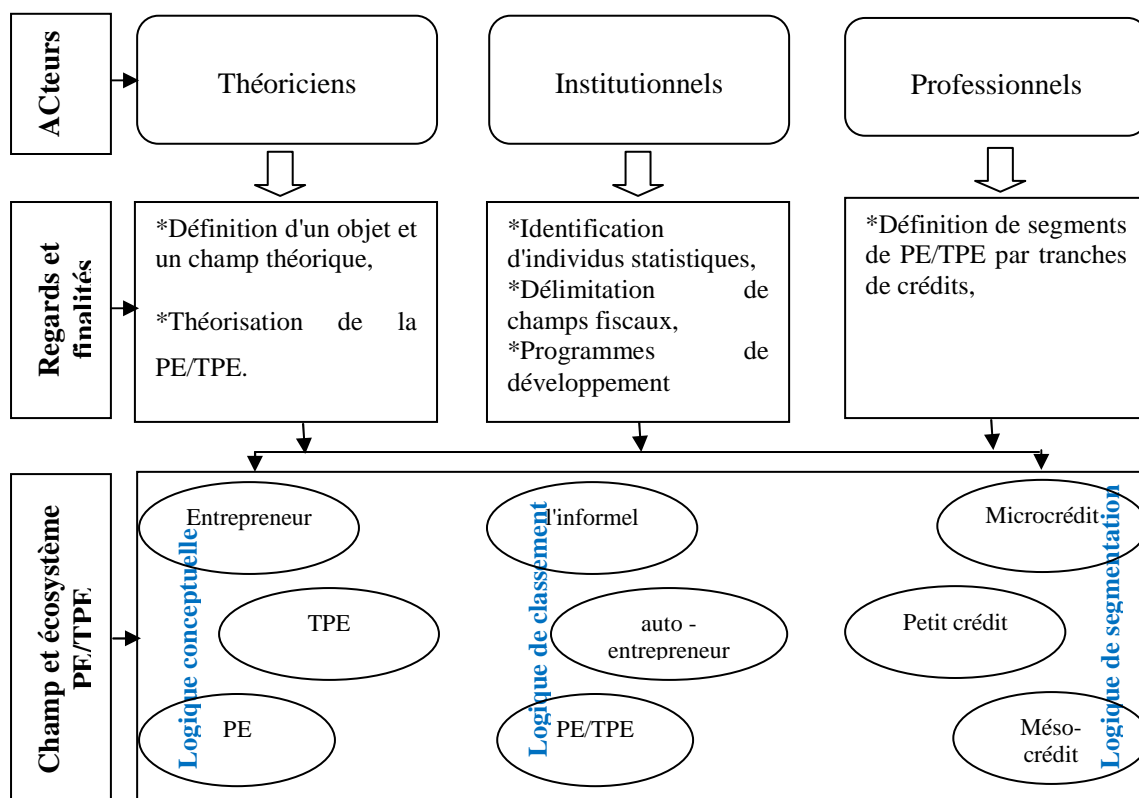 ACteurs
Théoriciens
Institutionnels
Professionnels
Regards et
finalités
*Définition d'un objet et
un champ théorique,
*Théorisation de la
PE/TPE.
*Identification
d'individus statistiques,
*Délimitation de
champs fiscaux,
*Programmes de
développement
*Définition de segments
de PE/TPE par tranches
de crédits,
Champ et écosystème
PE/TPE
Logique conceptuelle
Entrepreneur
TPE
PE
Logique de classement
l'informel
auto -
entrepreneur
PE/TPE
Logique de segmentation
Microcrédit
Petit crédit
Méso-
crédit